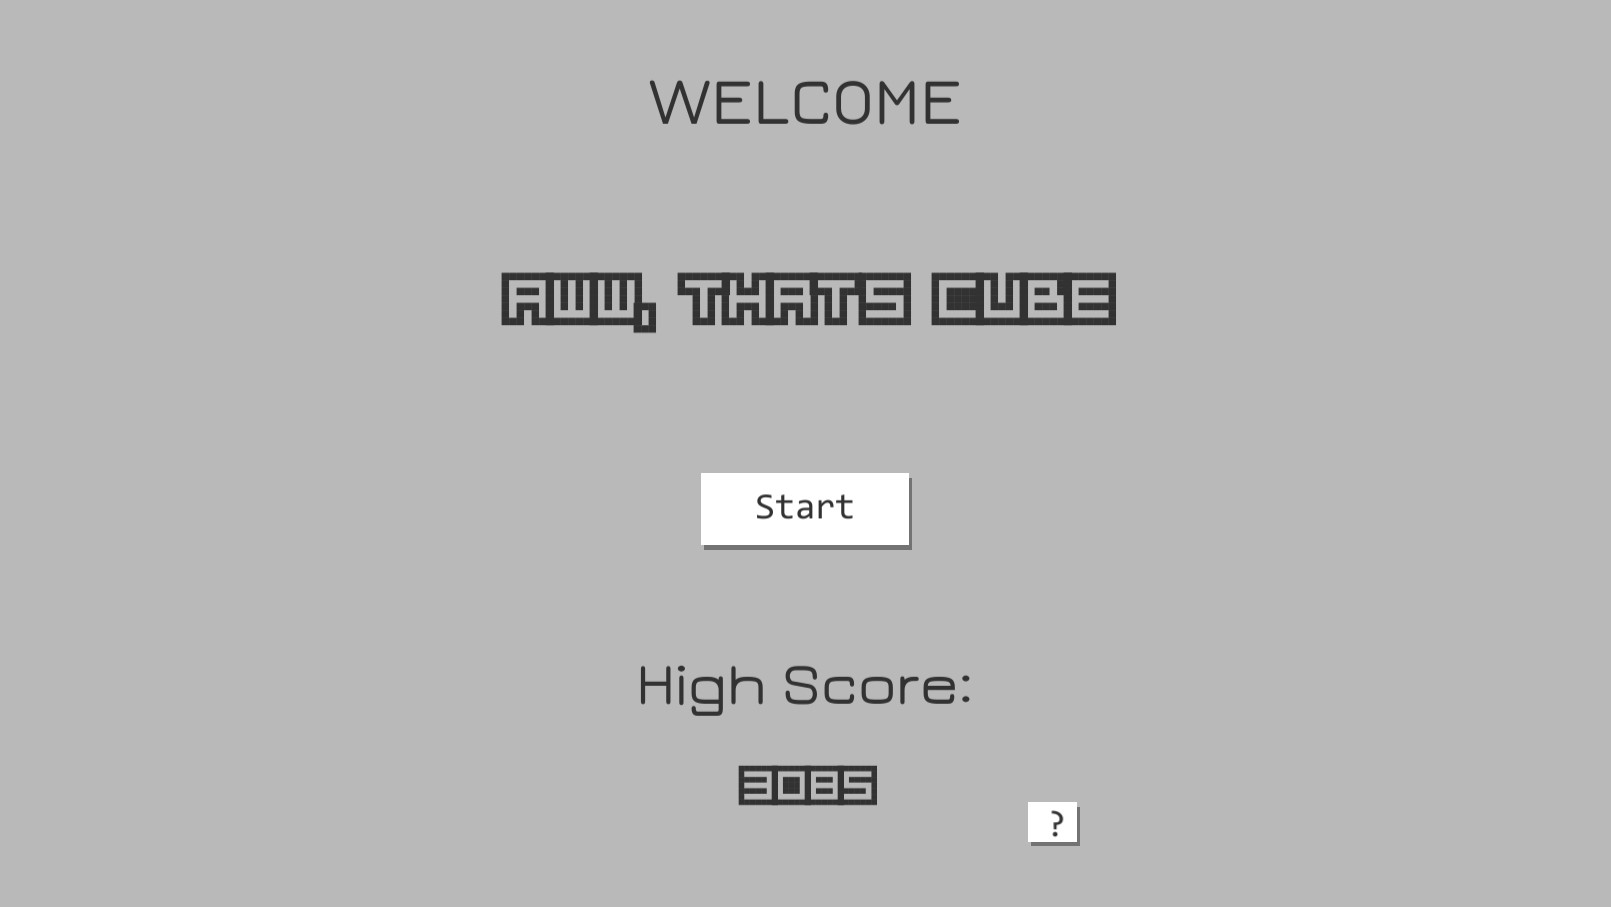 WELCOME
AWW, THATS CUBE
Start
High Score:
3085
?